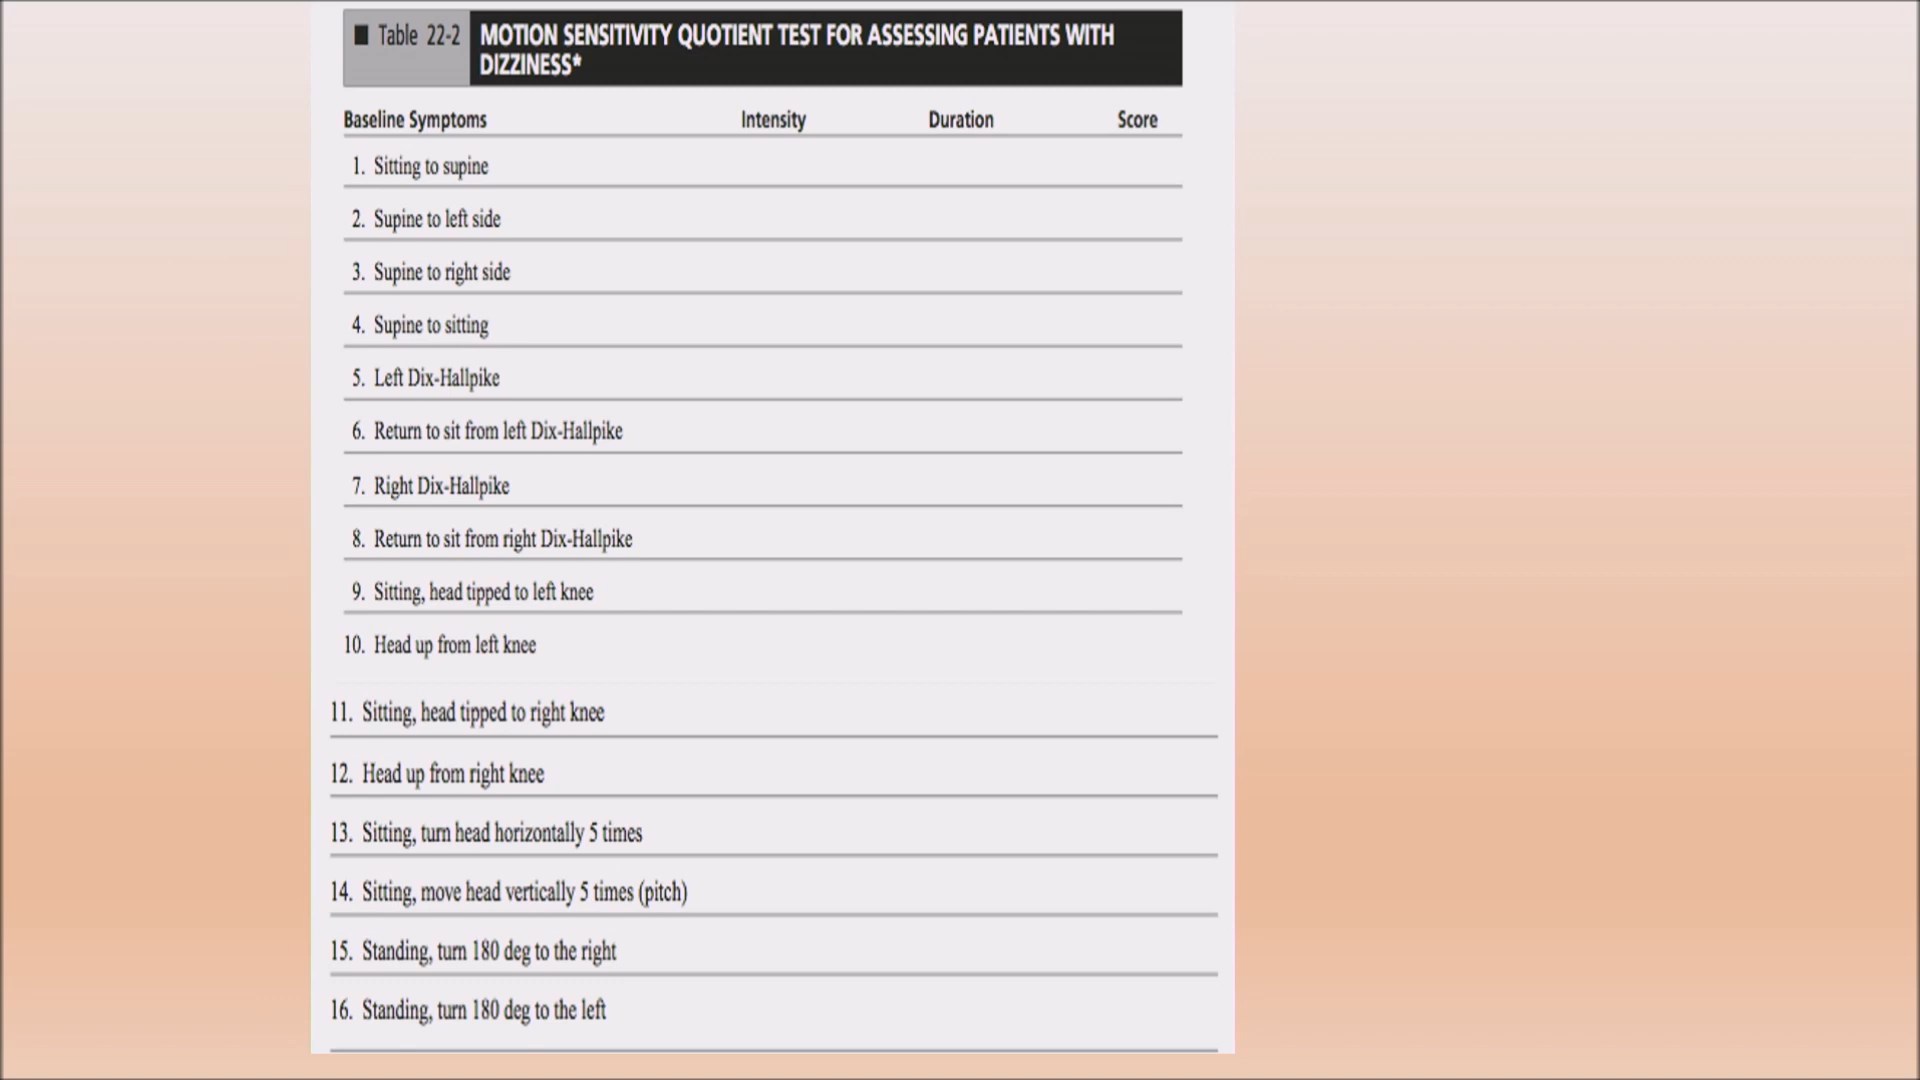 ■ Table 22-2 MOTION SENSITIVITY QUOTIENT TEST FOR ASSESSING PATIENTS WITH
DIZZINESS*
Baseline Symptoms Intensity Duration Score
1. Sitting to supine
2. Supine to left side
3. Supine to right side
4. Supine to sitting
5. Left Dix-Hallpike
6. Return to sit from left Dix-Hallpike
7. Right Dix-Hallpike
8. Return to sit from right Dix-Hallpike
9. Sitting, head tipped to left knee
10. Head up from left knee
11. Sitting, head tipped to right knee
12. Head up from right knee
13. Sitting, turn head horizontally 5 times
14. Sitting, move head vertically 5 times (pitch)
15. Standing, turn 180 deg to the right
16. Standing, turn 180 deg to the left